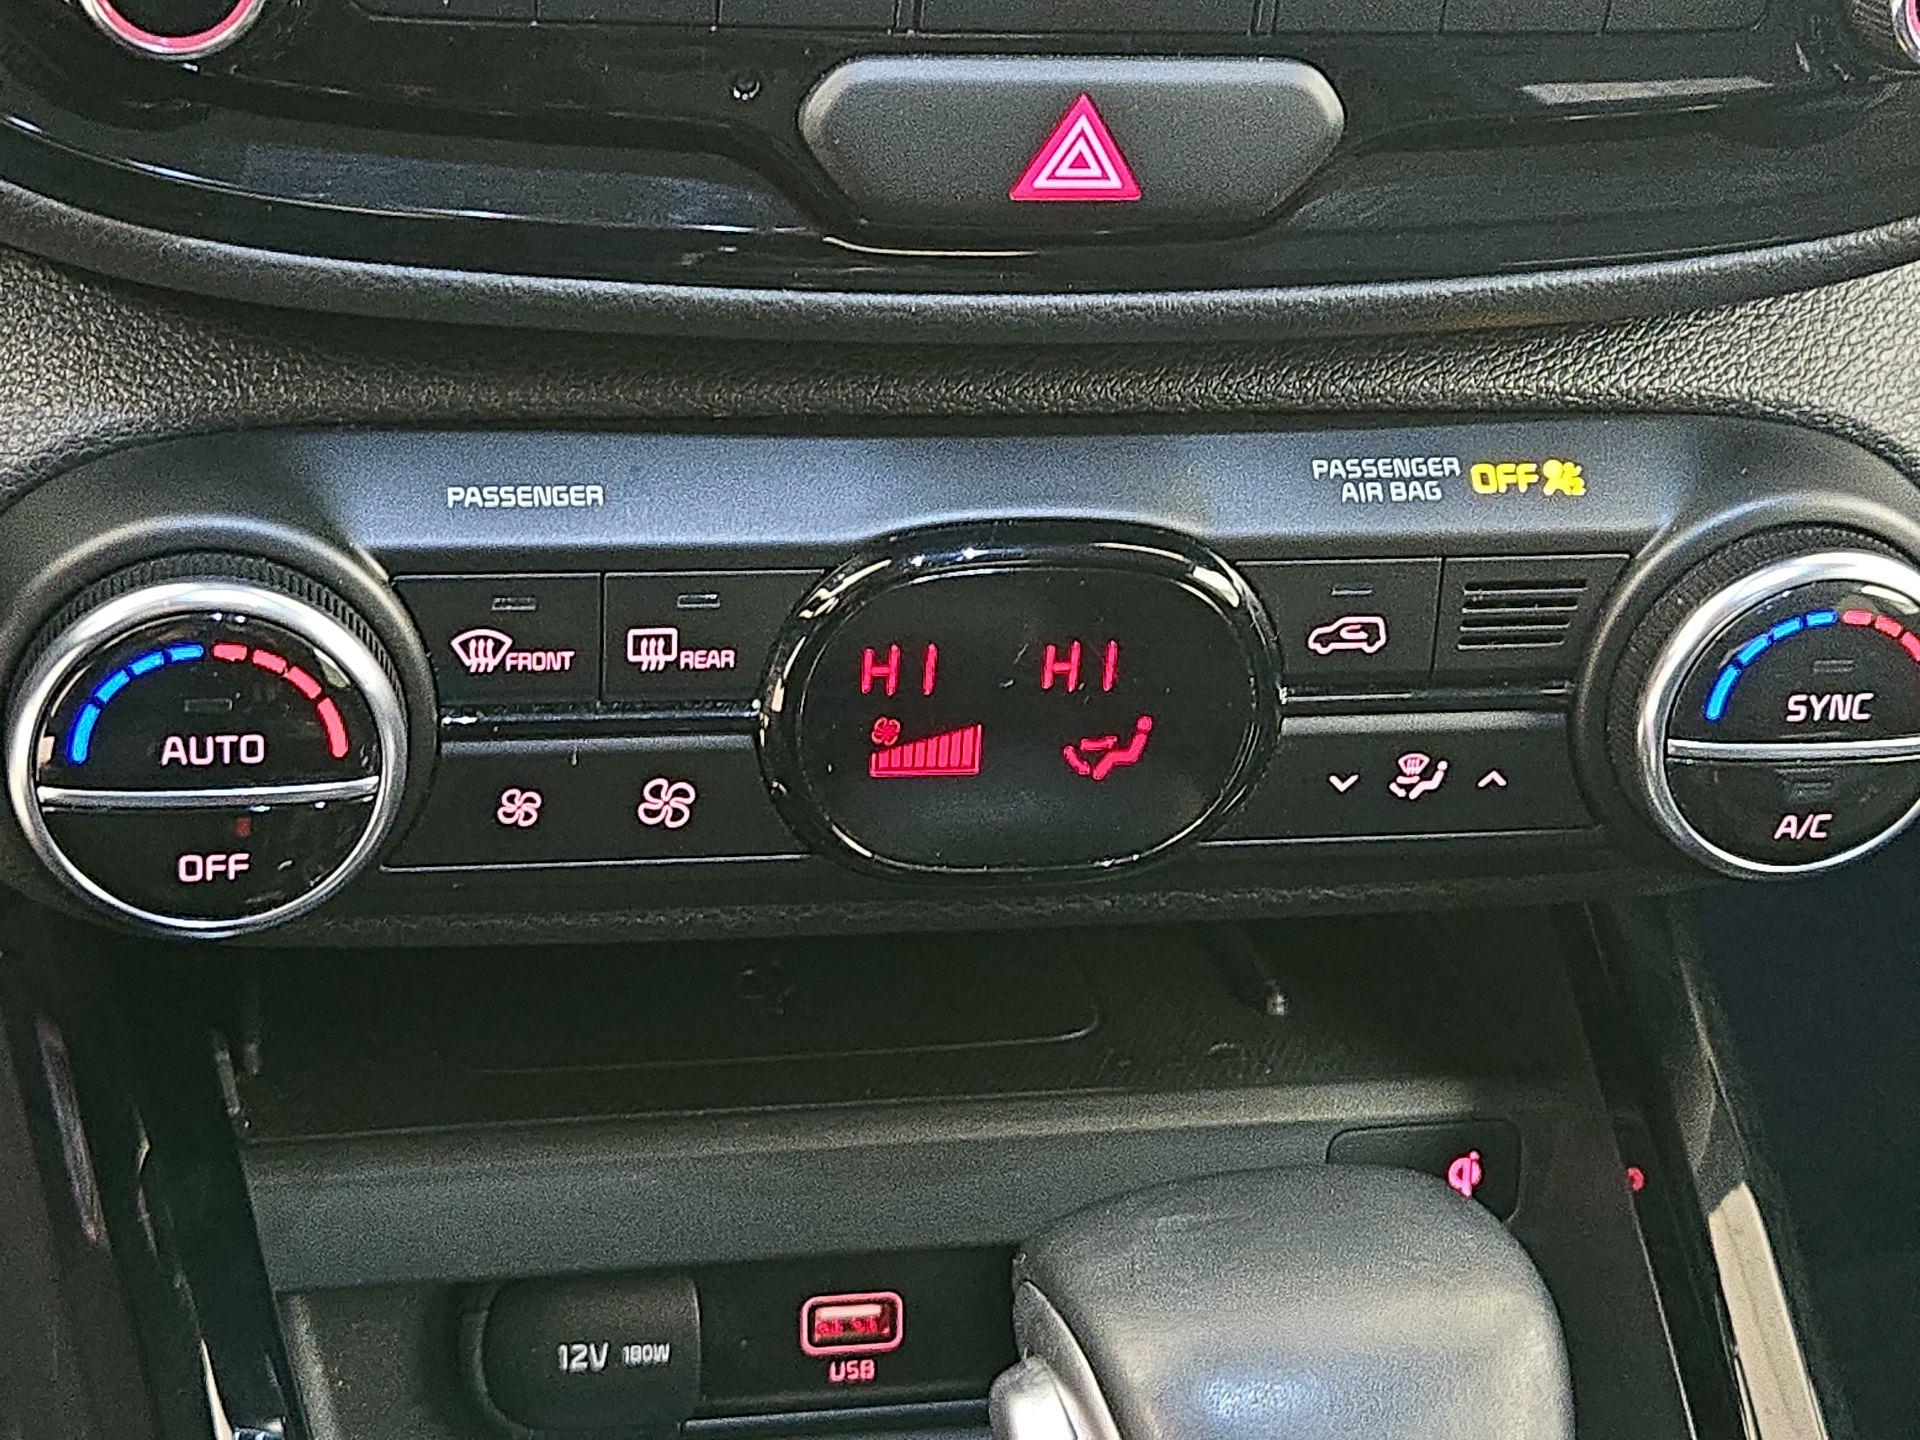 PASSENGER
PASSENGER
AIR BAG
OFF
FRONT
REAR
HI HI
AUTO
OFF
SYNC
A/C
12V 180W
USB